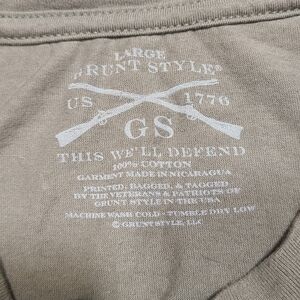 LARGE
GRUNT STYLE®
US 1776
GS
THIS WE'LL DEFEND
100% COTTON
GARMENT MADE IN NICARAGUA
PRINTED, BAGGED, & TAGGED
BY THE VETERANS & PATRIOTS OF
GRUNT STYLE IN THE USA
MACHINE WASH COLD - TUMBLE DRY LOW
© GRUNT STYLE, LLC